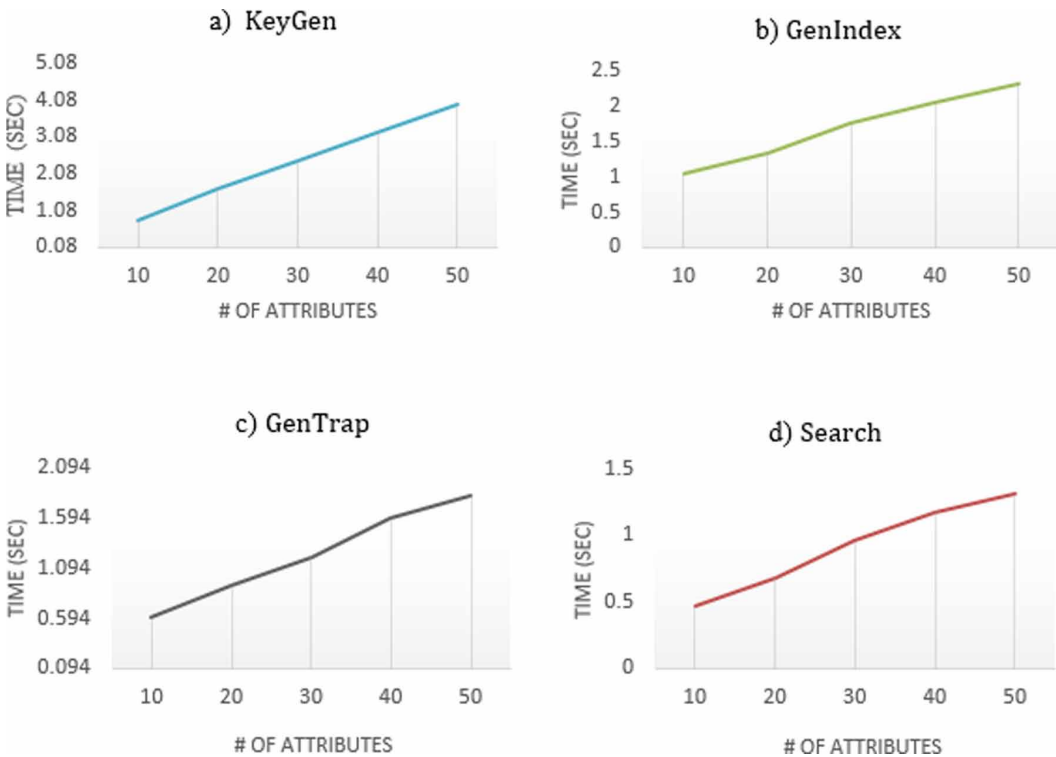 a) KeyGen
TIME (SEC)
5.08
4.08
3.08
2.08
1.08
0.08
10 20 30 40 50
# OF ATTRIBUTES
b) GenIndex
TIME (SEC)
2.5
2
1.5
1
0.5
0
10 20 30 40 50
# OF ATTRIBUTES
c) GenTrap
TIME (SEC)
2.094
1.594
1.094
0.594
0.094
10 20 30 40 50
# OF ATTRIBUTES
d) Search
TIME (SEC)
1.5
1
0.5
0
10 20 30 40 50
# OF ATTRIBUTES